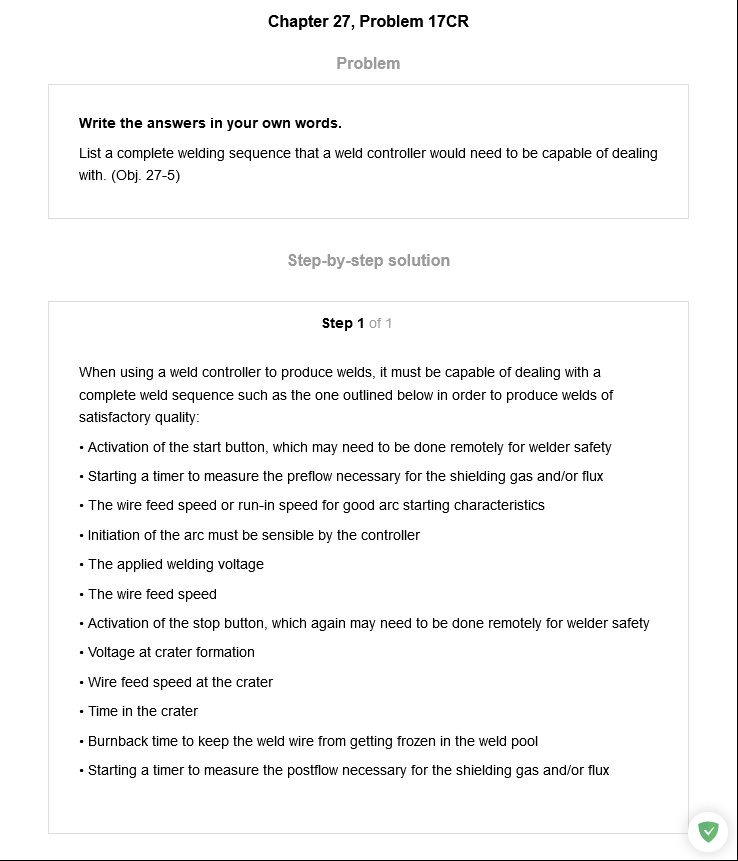 Chapter 27, Problem 17CR
Problem
Write the answers in your own words.
List a complete welding sequence that a weld controller would need to be capable of dealing
with. (Obj. 27-5)
Step-by-step solution
Step 1 of 1
When using a weld controller to produce welds, it must be capable of dealing with a
complete weld sequence such as the one outlined below in order to produce welds of
satisfactory quality:
• Activation of the start button, which may need to be done remotely for welder safety
• Starting a timer to measure the preflow necessary for the shielding gas and/or flux
• The wire feed speed or run-in speed for good arc starting characteristics
• Initiation of the arc must be sensible by the controller
• The applied welding voltage
• The wire feed speed
• Activation of the stop button, which again may need to be done remotely for welder safety
• Voltage at crater formation
• Wire feed speed at the crater
• Time in the crater
• Burnback time to keep the weld wire from getting frozen in the weld pool
• Starting a timer to measure the postflow necessary for the shielding gas and/or flux